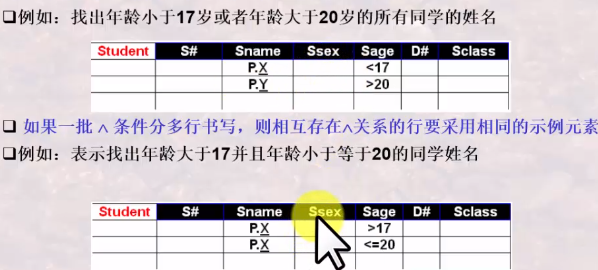 ❑例如：找出年龄小于17岁或者年龄大于20岁的所有同学的姓名
Student S# Sname Ssex Sage D# Sclass
P.X <17
P.Y >20
❑ 如果一批∧条件分多行书写，则相互存在∧关系的行要采用相同的示例元素
❑例如：表示找出年龄大于17并且年龄小于等于20的同学姓名
Student S# Sname Ssex Sage D# Sclass
P.X >17
P.X <=20